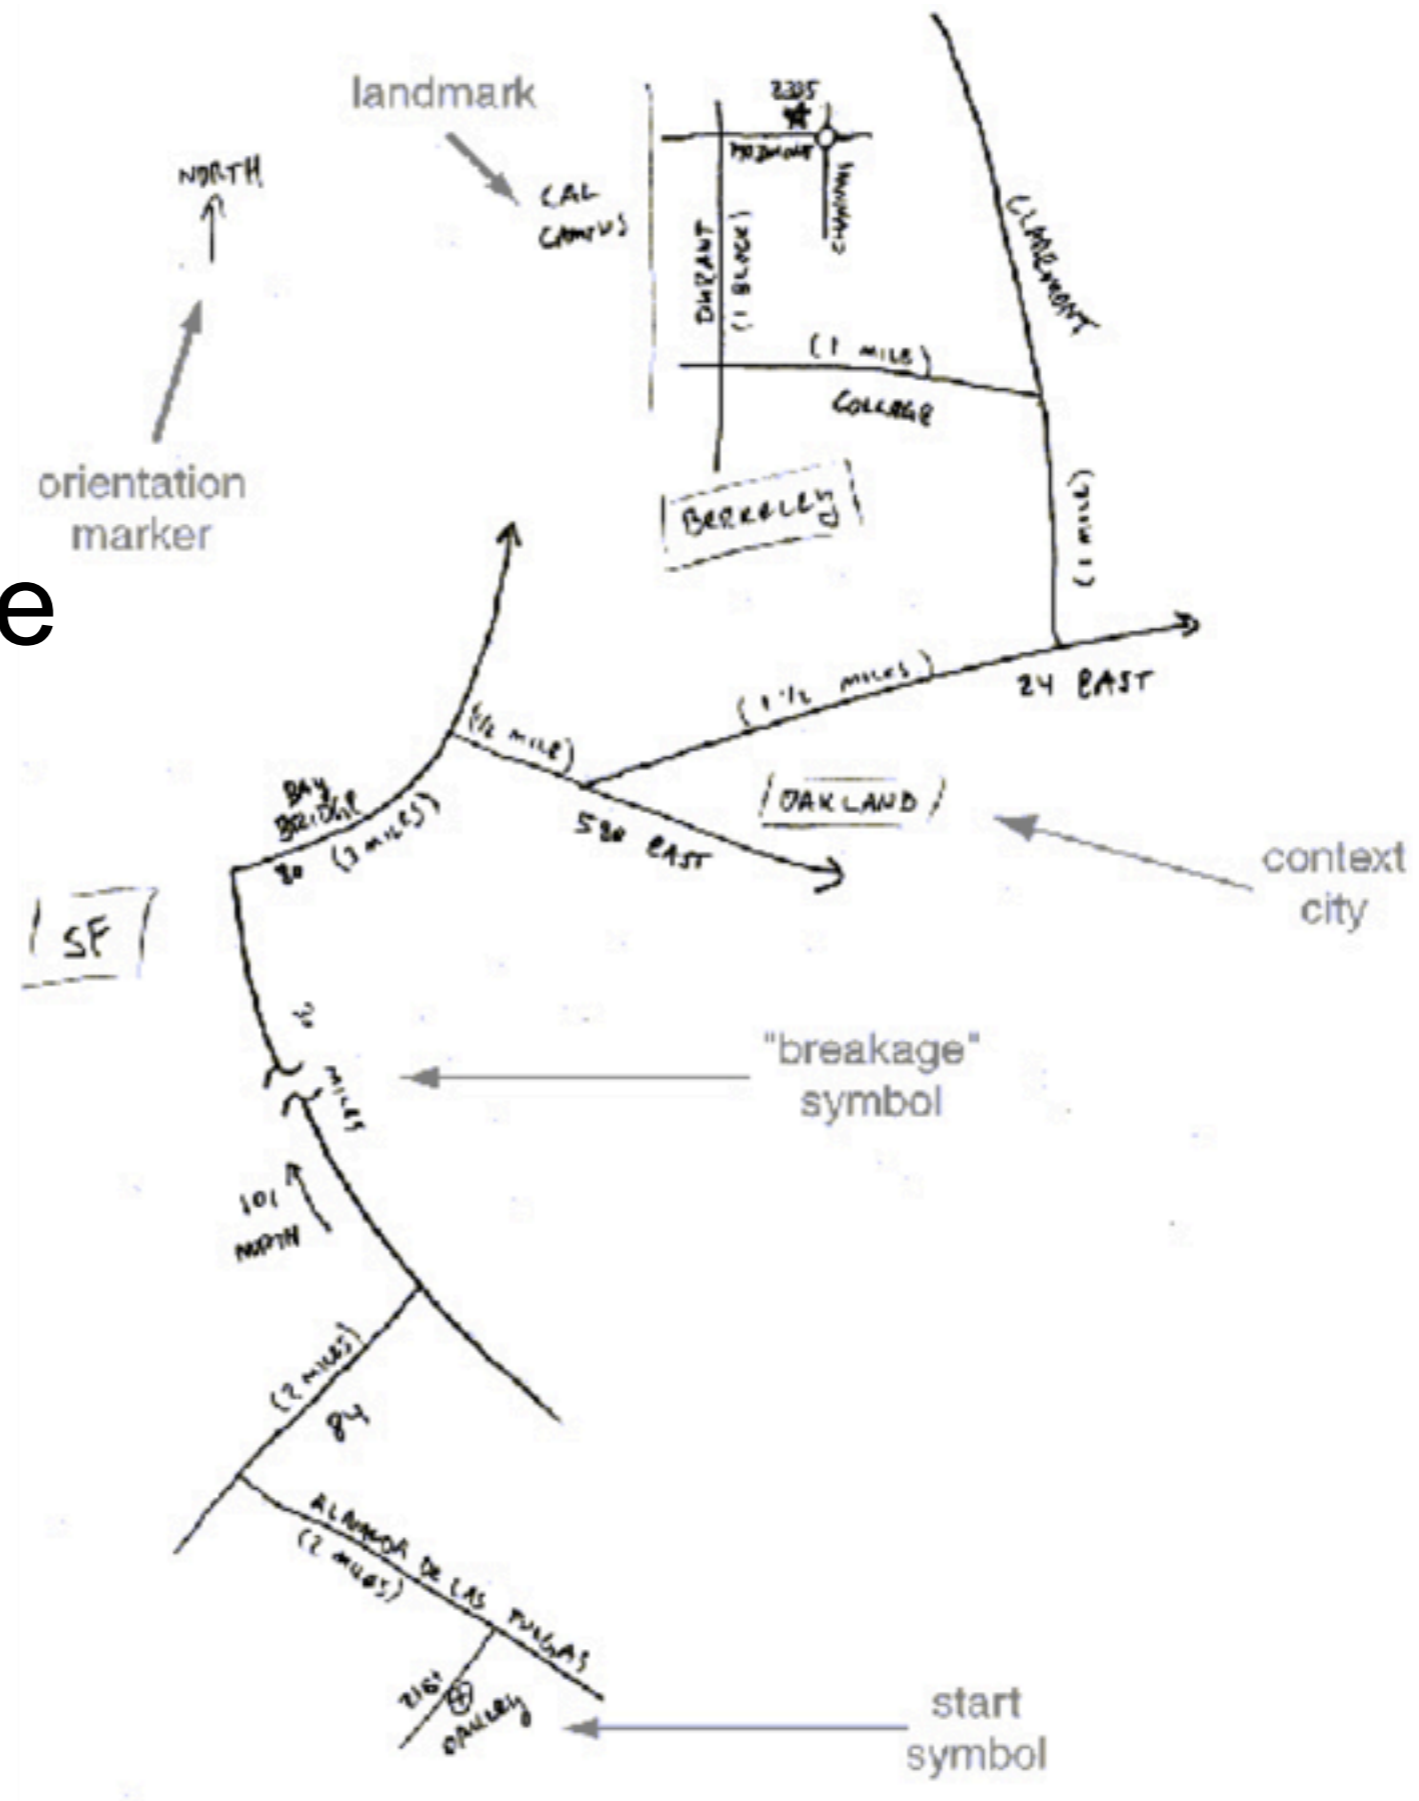 landmark
2335
NORTH
CAL
CAMPUS
PIEDMONT
CHANNING
DURANT
(1 BLOCK)
CLAREMONT
(1 MILE)
COLLEGE
orientation
marker
BERKELEY
(1 MILE)
e
(1 1/2 MILES)
24 EAST
(1/2 MILE)
BAY
BRIDGE
80
(3 MILES)
OAKLAND
580 EAST
context
city
SF
30
MILES
"breakage"
symbol
101
NORTH
(2 MILES)
84
ALAMEDA DE LAS PULGAS
(2 MILES)
OAKLEY
start
symbol